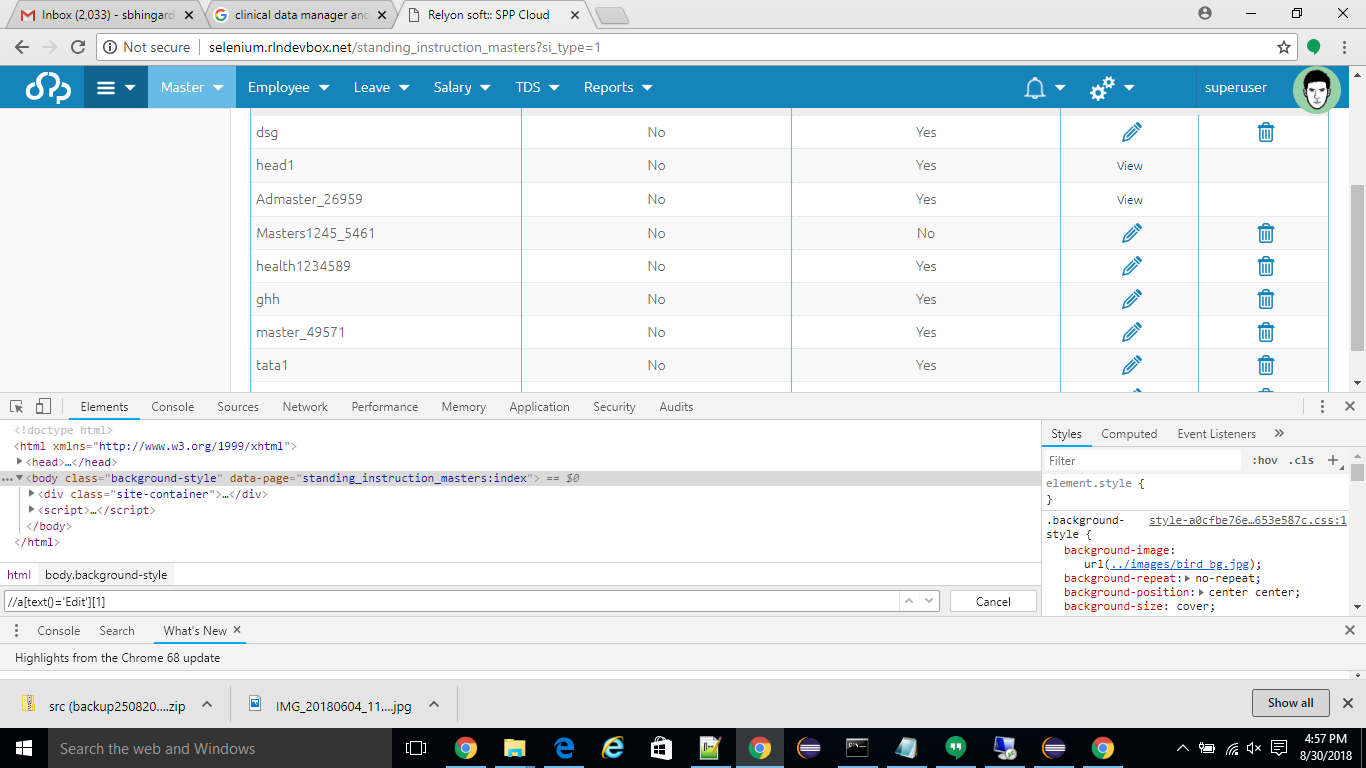 Inbox (2,033) - sbhingard
clinical data manager and
Relyon soft:: SPP Cloud
Not secure selenium.rlndevbox.net/standing_instruction_masters?si_type=1
Master Employee Leave Salary TDS Reports superuser
dsg No Yes
head1 No Yes View
Admaster_26959 No Yes View
Masters1245_5461 No No
health1234589 No Yes
ghh No Yes
master_49571 No Yes
tata1 No Yes
Elements Console Sources Network Performance Memory Application Security Audits
<!doctype html>
<html xmlns="http://www.w3.org/1999/xhtml">
<head>…</head>
<body class="background-style" data-page="standing_instruction_masters:index"> == $0
<div class="site-container">…</div>
<script>…</script>
</body>
</html>
html body.background-style
//a[text()='Edit'][1] Cancel
Styles Computed Event Listeners »
Filter :hov .cls +
element.style {
}
.background- style-a0cfbe76e…653e587c.css:1
style {
background-image:
url(../images/bird_bg.jpg);
background-repeat: no-repeat;
background-position: center center;
background-size: cover;
Console Search What's New
Highlights from the Chrome 68 update
src (backup250820....zip
IMG_20180604_11....jpg
Show all
Search the web and Windows
4:57 PM
8/30/2018